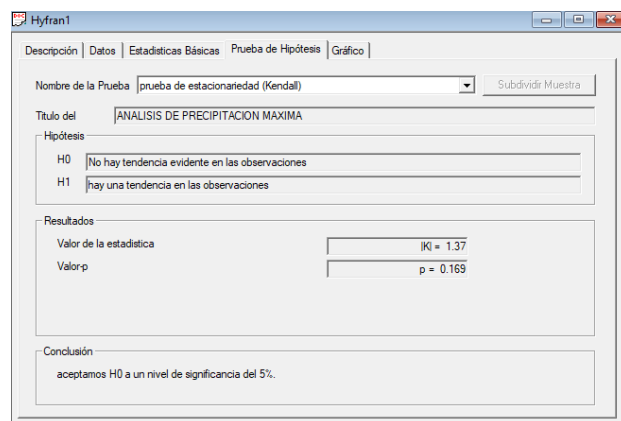 Hyfran1
Descripción Datos Estadisticas Básicas Prueba de Hipótesis Gráfico
Nombre de la Prueba prueba de estacionariedad (Kendall) Subdividir Muestra
Titulo del ANALISIS DE PRECIPITACION MAXIMA
Hipótesis
H0 No hay tendencia evidente en las observaciones
H1 hay una tendencia en las observaciones
Resultados
Valor de la estadistica |K| = 1.37
Valor-p p = 0.169
Conclusión
aceptamos H0 a un nivel de significancia del 5%.